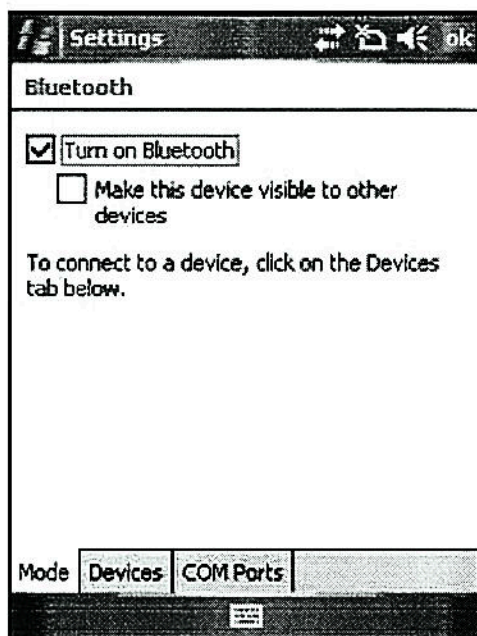 Settings
ok
Bluetooth
Turn on Bluetooth
Make this device visible to other
devices
To connect to a device, click on the Devices
tab below.
Mode Devices COM Ports